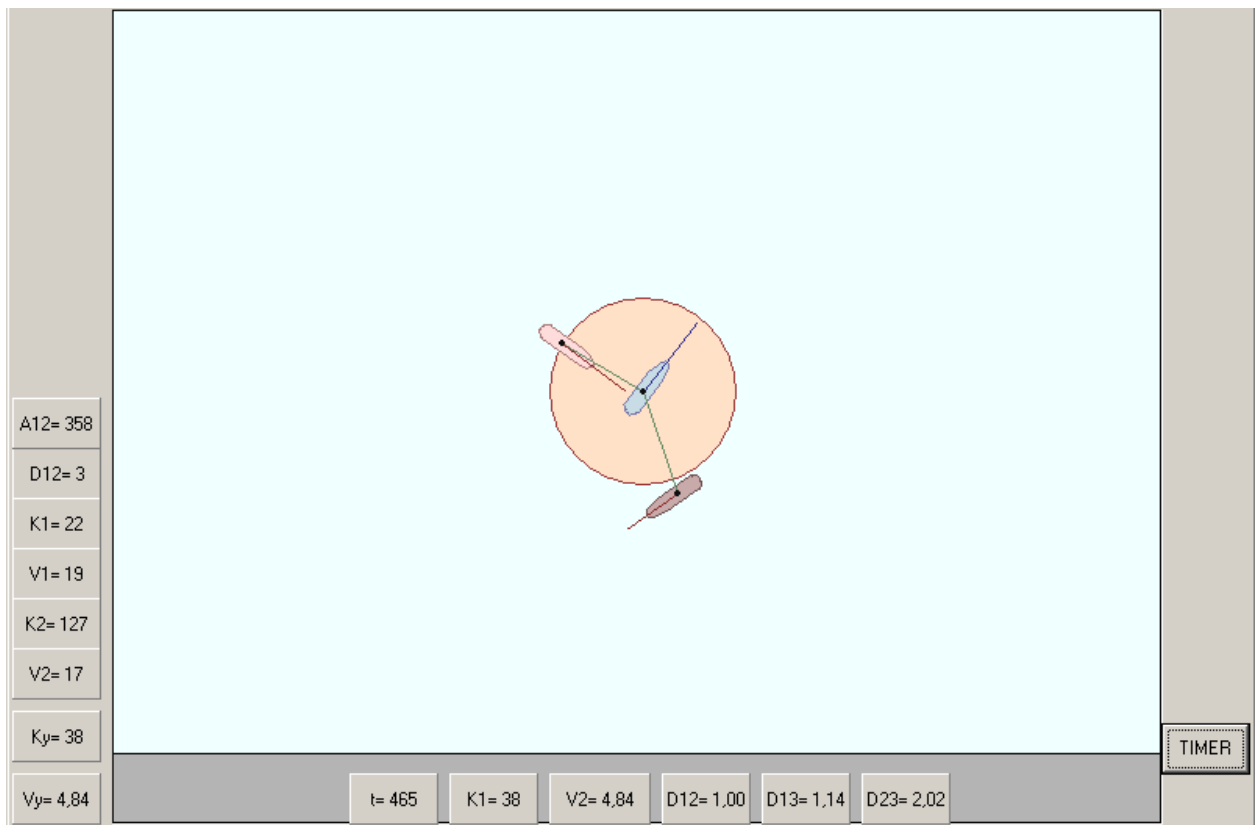 A12= 358
D12= 3
K1= 22
V1= 19
K2= 127
V2= 17
Ky= 38
TIMER
Vy= 4,84
t= 465
K1= 38
V2= 4,84
D12= 1,00
D13= 1,14
D23= 2,02